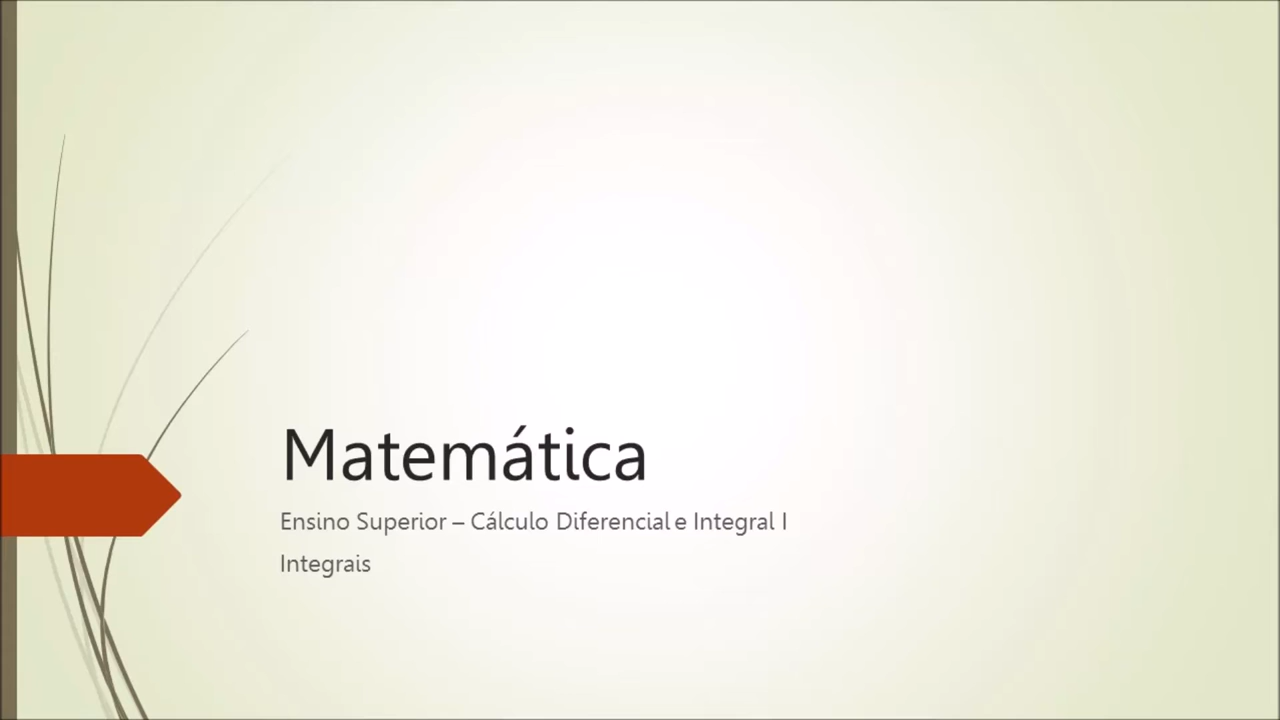 Matemática
Ensino Superior – Cálculo Diferencial e Integral I
Integrais